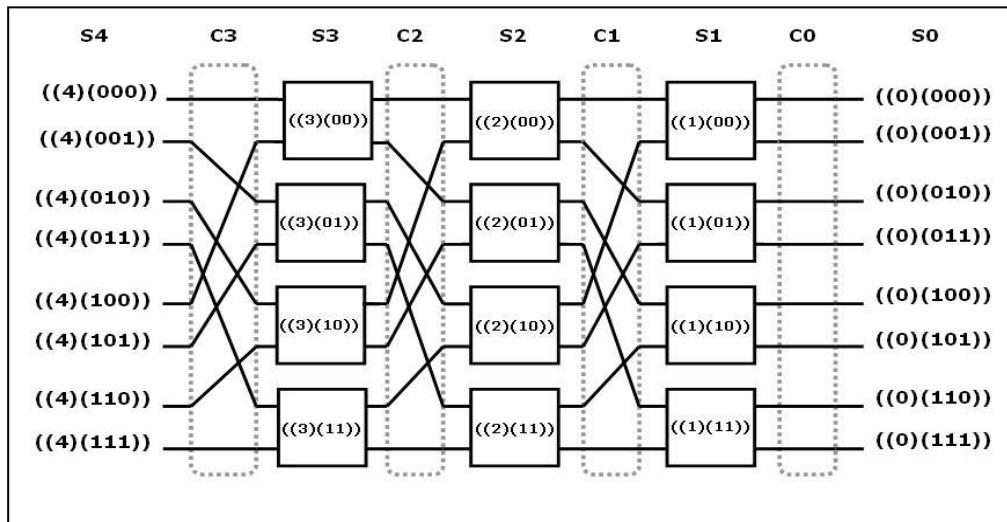 S4 C3 S3 C2 S2 C1 S1 C0 S0
((4)(000)) ((3)(00)) ((2)(00)) ((1)(00)) ((0)(000))
((4)(001)) ((0)(001))
((4)(010)) ((3)(01)) ((2)(01)) ((1)(01)) ((0)(010))
((4)(011)) ((0)(011))
((4)(100)) ((3)(10)) ((2)(10)) ((1)(10)) ((0)(100))
((4)(101)) ((0)(101))
((4)(110)) ((3)(11)) ((2)(11)) ((1)(11)) ((0)(110))
((4)(111)) ((0)(111))